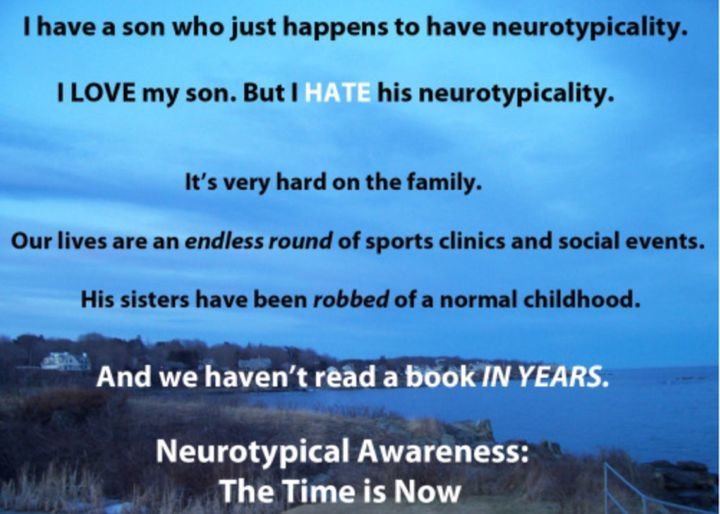 I have a son who just happens to have neurotypicality.
I LOVE my son. But I HATE his neurotypicality.
It's very hard on the family.
Our lives are an endless round of sports clinics and social events.
His sisters have been robbed of a normal childhood.
And we haven't read a book IN YEARS.
Neurotypical Awareness:
The Time is Now